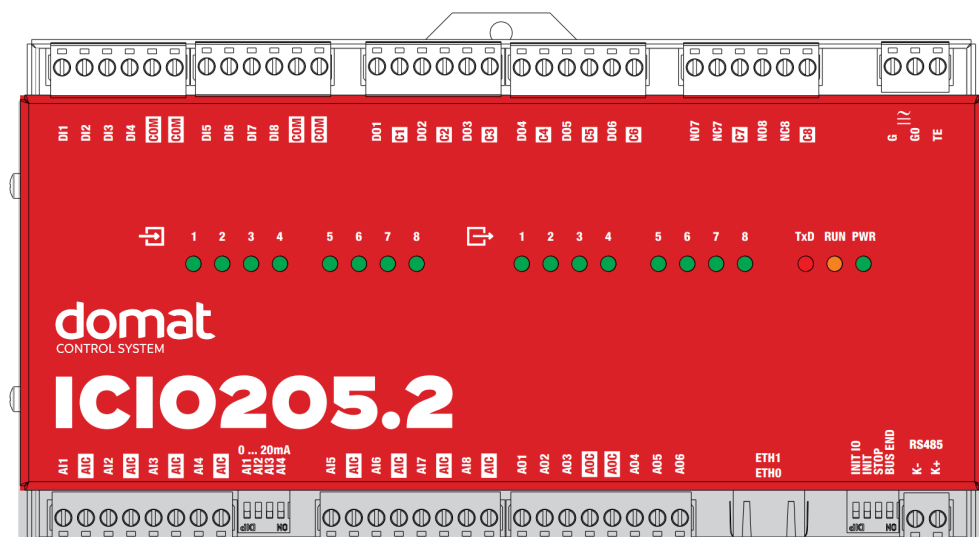 DI1 DI2 DI3 DI4 COM COM DI5 DI6 DI7 DI8 COM COM DO1 C1 DO2 C2 DO3 C3 DO4 C4 DO5 C5 DO6 C6 NO7 NC7 C7 NO8 NC8 C8 G G0 TE
1 2 3 4 5 6 7 8 1 2 3 4 5 6 7 8 TxD RUN PWR
domat
CONTROL SYSTEM
ICIO205.2
AI1 AIC AI2 AIC AI3 AIC AI4 AIC
0 ... 20mA
AI1 AI2 AI3 AI4
AI5 AIC AI6 AIC AI7 AIC AI8 AIC AO1 AO2 AO3 AOC AOC AO4 AO5 AO6
ETH1
ETH0
INIT IO
INIT
STOP
BUS END
RS485
K- K+
DIP ON
DIP ON